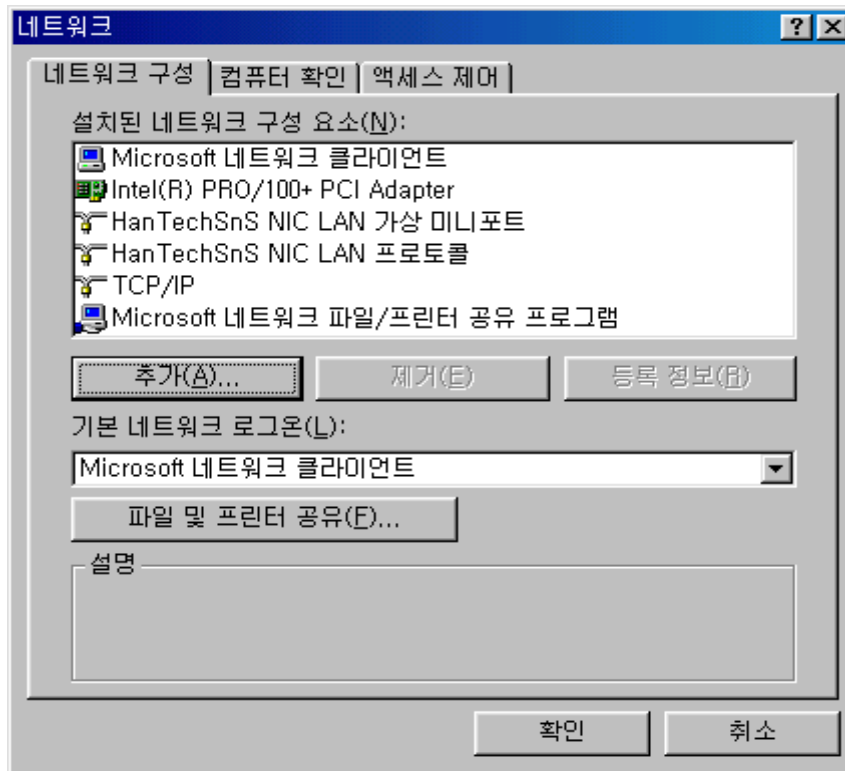 네트워크
네트워크 구성 컴퓨터 확인 액세스 제어
설치된 네트워크 구성 요소(N):
Microsoft 네트워크 클라이언트
Intel(R) PRO/100+ PCI Adapter
HanTechSnS NIC LAN 가상 미니포트
HanTechSnS NIC LAN 프로토콜
TCP/IP
Microsoft 네트워크 파일/프린터 공유 프로그램
추가(A)... 제거(E) 등록 정보(R)
기본 네트워크 로그온(L):
Microsoft 네트워크 클라이언트
파일 및 프린터 공유(F)...
설명
확인 취소